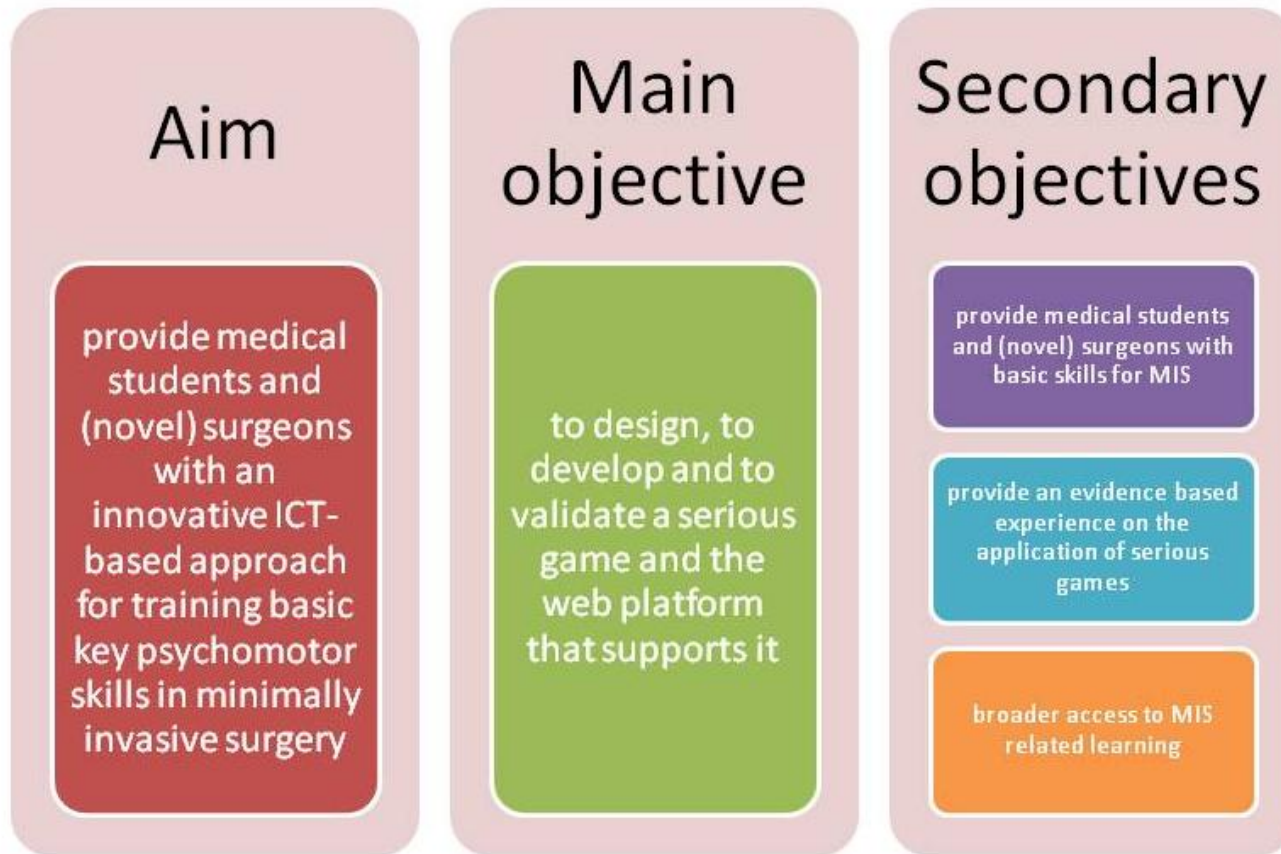 Aim
provide medical
students and
(novel) surgeons
with an
innovative ICT-
based approach
for training basic
key psychomotor
skills in minimally
invasive surgery
Main
objective
to design, to
develop and to
validate a serious
game and the
web platform
that supports it
Secondary
objectives
provide medical students
and (novel) surgeons with
basic skills for MIS
provide an evidence based
experience on the
application of serious
games
broader access to MIS
related learning